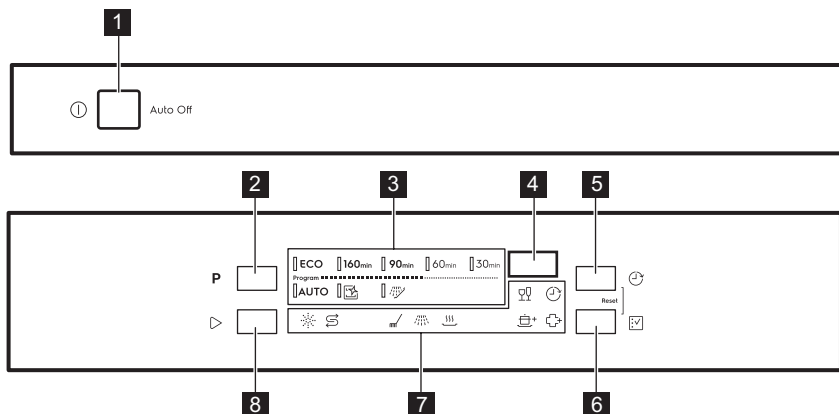 1
Auto Off
2 3 4 5
P
ECO 160min 90min 60min 30min
Program
AUTO
Reset
8 7 6